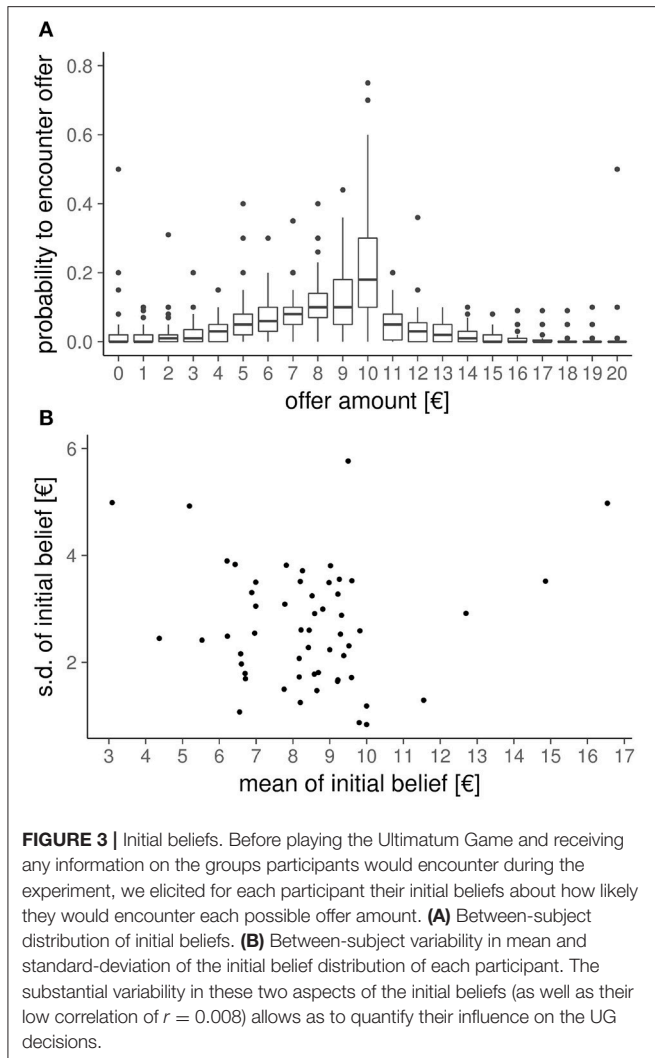 A
0.8
0.6
0.4
0.2
0.0
probability to encounter offer
0 1 2 3 4 5 6 7 8 9 10 11 12 13 14 15 16 17 18 19 20
offer amount [€]
B
6
4
2
s.d. of initial belief [€]
3 4 5 6 7 8 9 10 11 12 13 14 15 16 17
mean of initial belief [€]
FIGURE 3 | Initial beliefs. Before playing the Ultimatum Game and receiving
any information on the groups participants would encounter during the
experiment, we elicited for each participant their initial beliefs about how likely
they would encounter each possible offer amount. (A) Between-subject
distribution of initial beliefs. (B) Between-subject variability in mean and
standard-deviation of the initial belief distribution of each participant. The
substantial variability in these two aspects of the initial beliefs (as well as their
low correlation of r = 0.008) allows as to quantify their influence on the UG
decisions.